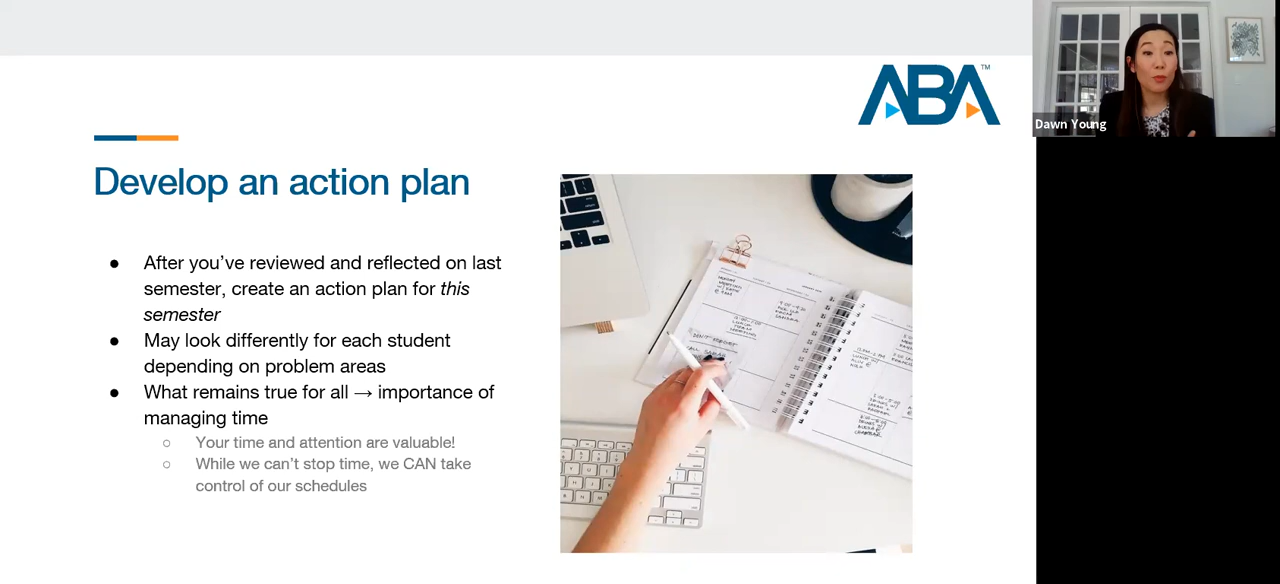 ABA™
Dawn Young
Develop an action plan
● After you’ve reviewed and reflected on last
semester, create an action plan for this
semester
● May look differently for each student
depending on problem areas
● What remains true for all → importance of
managing time
○ Your time and attention are valuable!
○ While we can’t stop time, we CAN take
control of our schedules